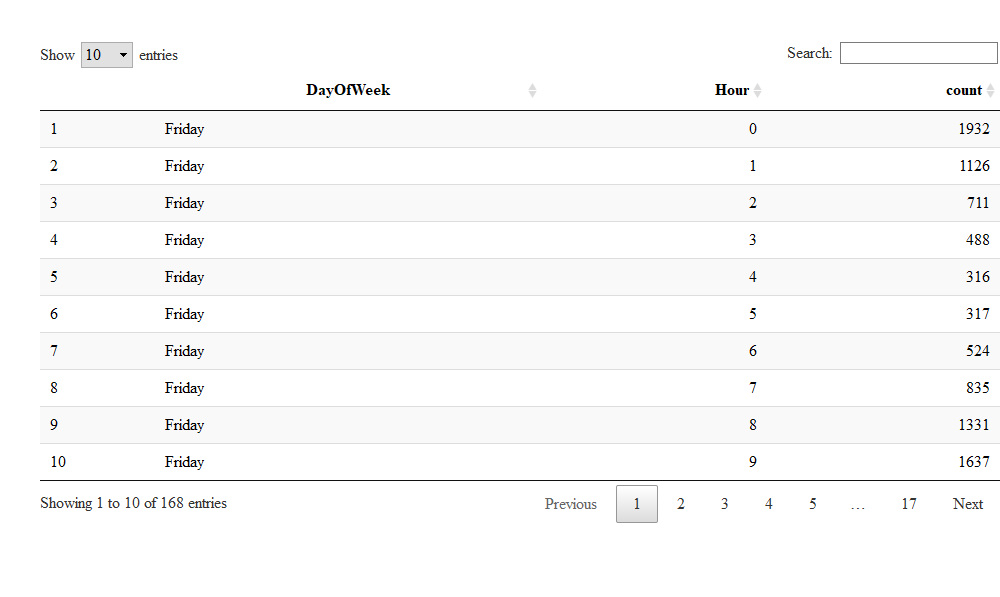 Show 10 entries Search:
DayOfWeek Hour count
1 Friday 0 1932
2 Friday 1 1126
3 Friday 2 711
4 Friday 3 488
5 Friday 4 316
6 Friday 5 317
7 Friday 6 524
8 Friday 7 835
9 Friday 8 1331
10 Friday 9 1637
Showing 1 to 10 of 168 entries Previous 1 2 3 4 5 … 17 Next